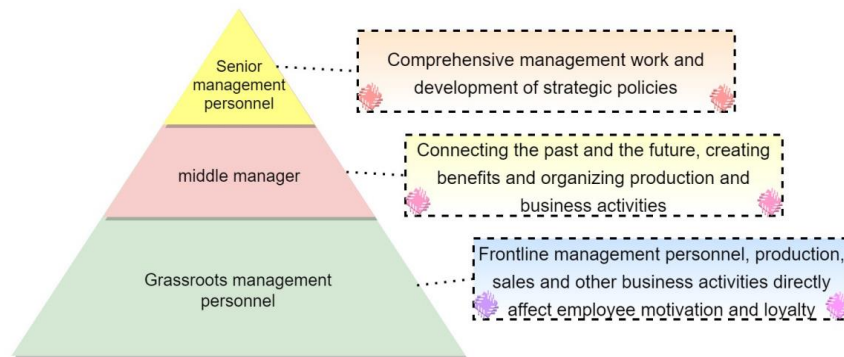 Senior
management
personnel
Comprehensive management work and
development of strategic policies
middle manager
Connecting the past and the future, creating
benefits and organizing production and
business activities
Grassroots management
personnel
Frontline management personnel, production,
sales and other business activities directly
affect employee motivation and loyalty